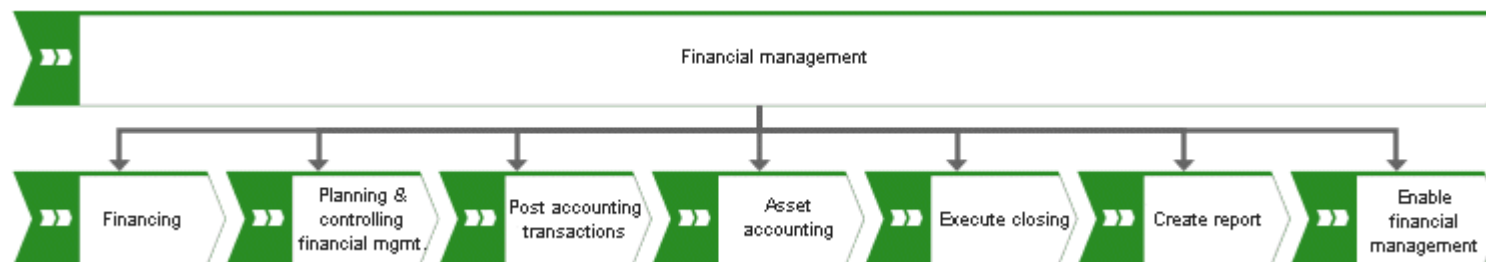 Financial management
Financing
Planning &
controlling
financial mgmt.
Post accounting
transactions
Asset
accounting
Execute closing
Create report
Enable
financial
management